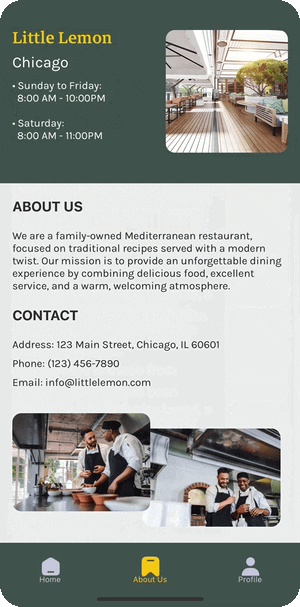 Little Lemon
Chicago
• Sunday to Friday:
8:00 AM - 10:00PM
• Saturday:
8:00 AM - 11:00PM
ABOUT US
We are a family-owned Mediterranean restaurant,
focused on traditional recipes served with a modern
twist. Our mission is to provide an unforgettable dining
experience by combining delicious food, excellent
service, and a warm, welcoming atmosphere.
CONTACT
Address: 123 Main Street, Chicago, IL 60601
Phone: (123) 456-7890
Email: info@littlelemon.com
Home
About Us
Profile